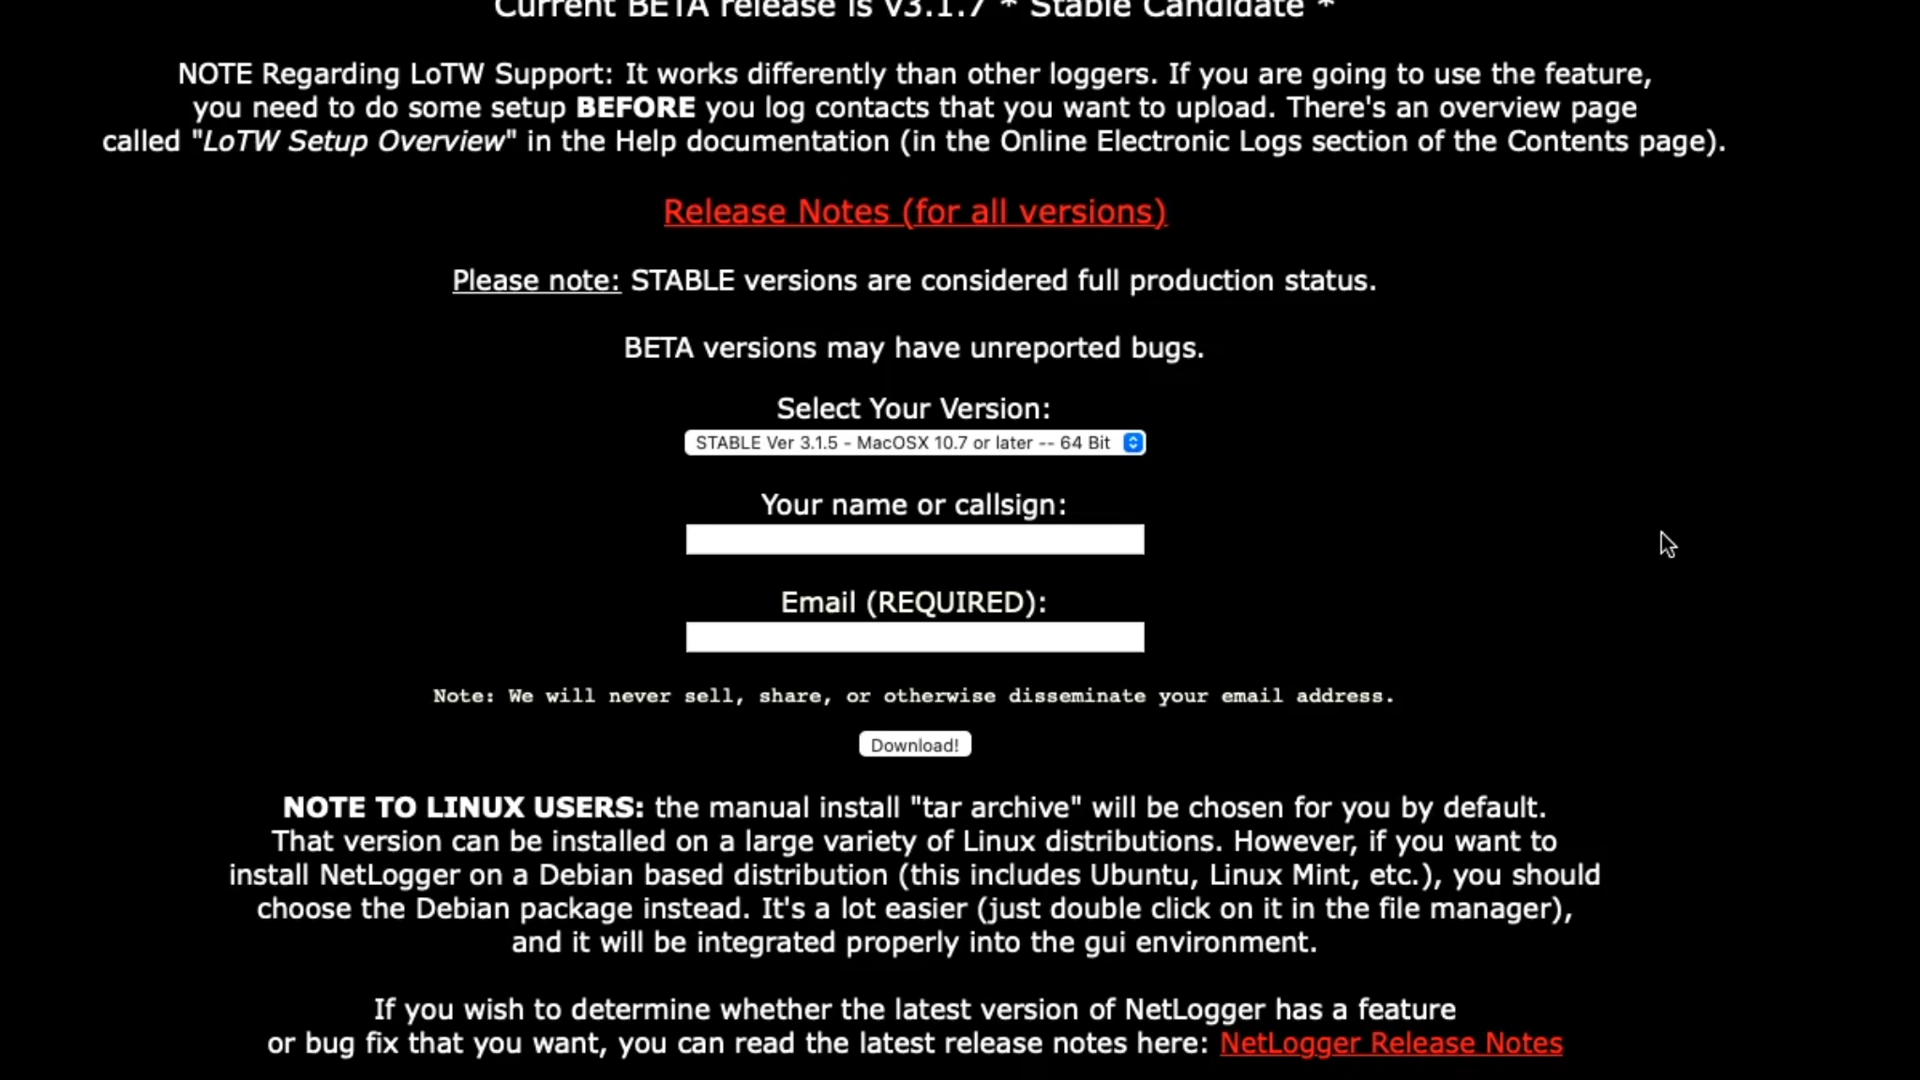 Current BETA release is v3.1.7 * Stable Candidate *
NOTE Regarding LoTW Support: It works differently than other loggers. If you are going to use the feature,
you need to do some setup BEFORE you log contacts that you want to upload. There's an overview page
called "LoTW Setup Overview" in the Help documentation (in the Online Electronic Logs section of the Contents page).
Release Notes (for all versions)
Please note: STABLE versions are considered full production status.
BETA versions may have unreported bugs.
Select Your Version:
STABLE Ver 3.1.5 - MacOSX 10.7 or later -- 64 Bit
Your name or callsign:
Email (REQUIRED):
Note: We will never sell, share, or otherwise disseminate your email address.
Download!
NOTE TO LINUX USERS: the manual install "tar archive" will be chosen for you by default.
That version can be installed on a large variety of Linux distributions. However, if you want to
install NetLogger on a Debian based distribution (this includes Ubuntu, Linux Mint, etc.), you should
choose the Debian package instead. It's a lot easier (just double click on it in the file manager),
and it will be integrated properly into the gui environment.
If you wish to determine whether the latest version of NetLogger has a feature
or bug fix that you want, you can read the latest release notes here: NetLogger Release Notes